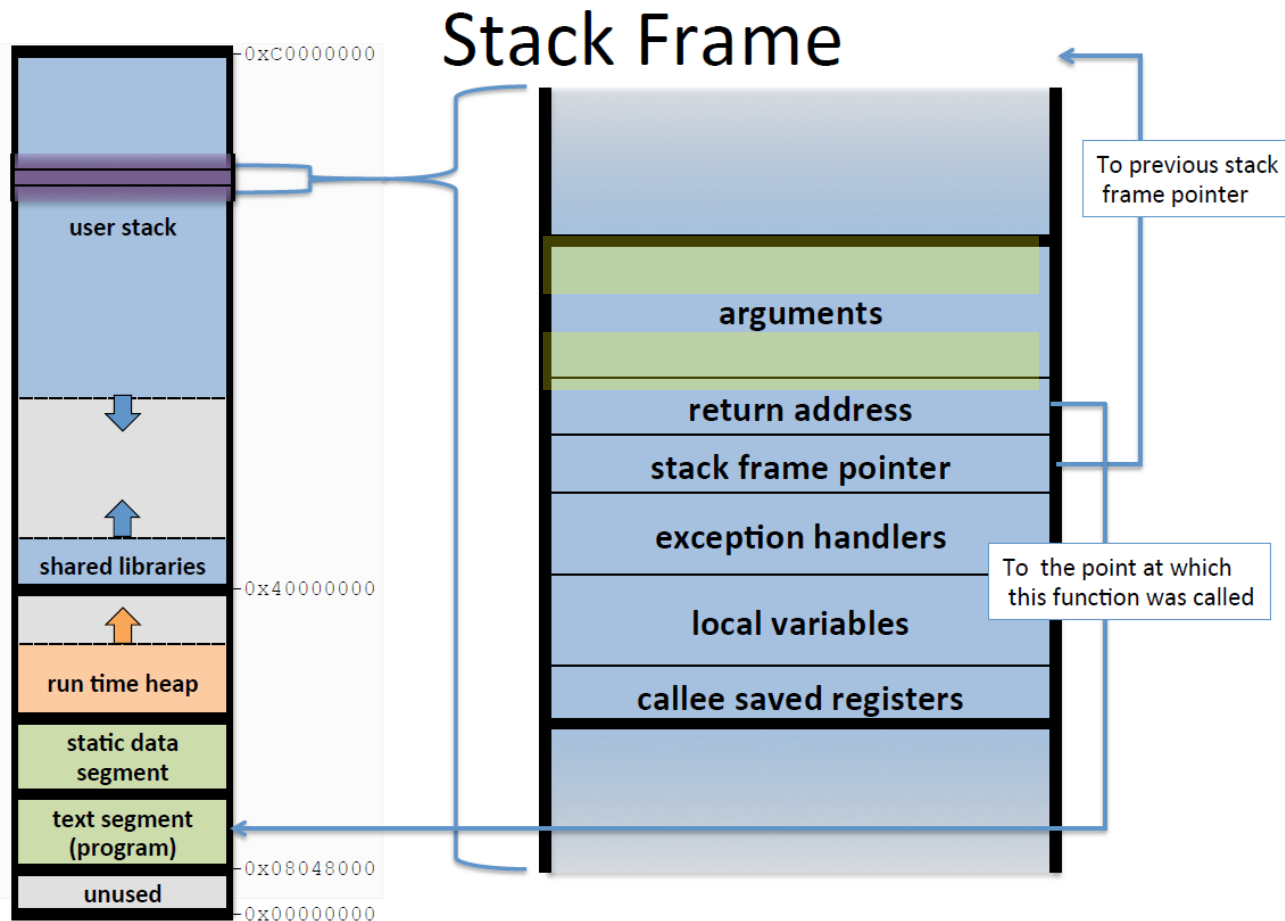 Stack Frame
-0xC0000000
user stack
shared libraries
-0x40000000
run time heap
static data
segment
text segment
(program)
-0x08048000
unused
-0x00000000
arguments
return address
stack frame pointer
exception handlers
local variables
callee saved registers
To previous stack
frame pointer
To the point at which
this function was called